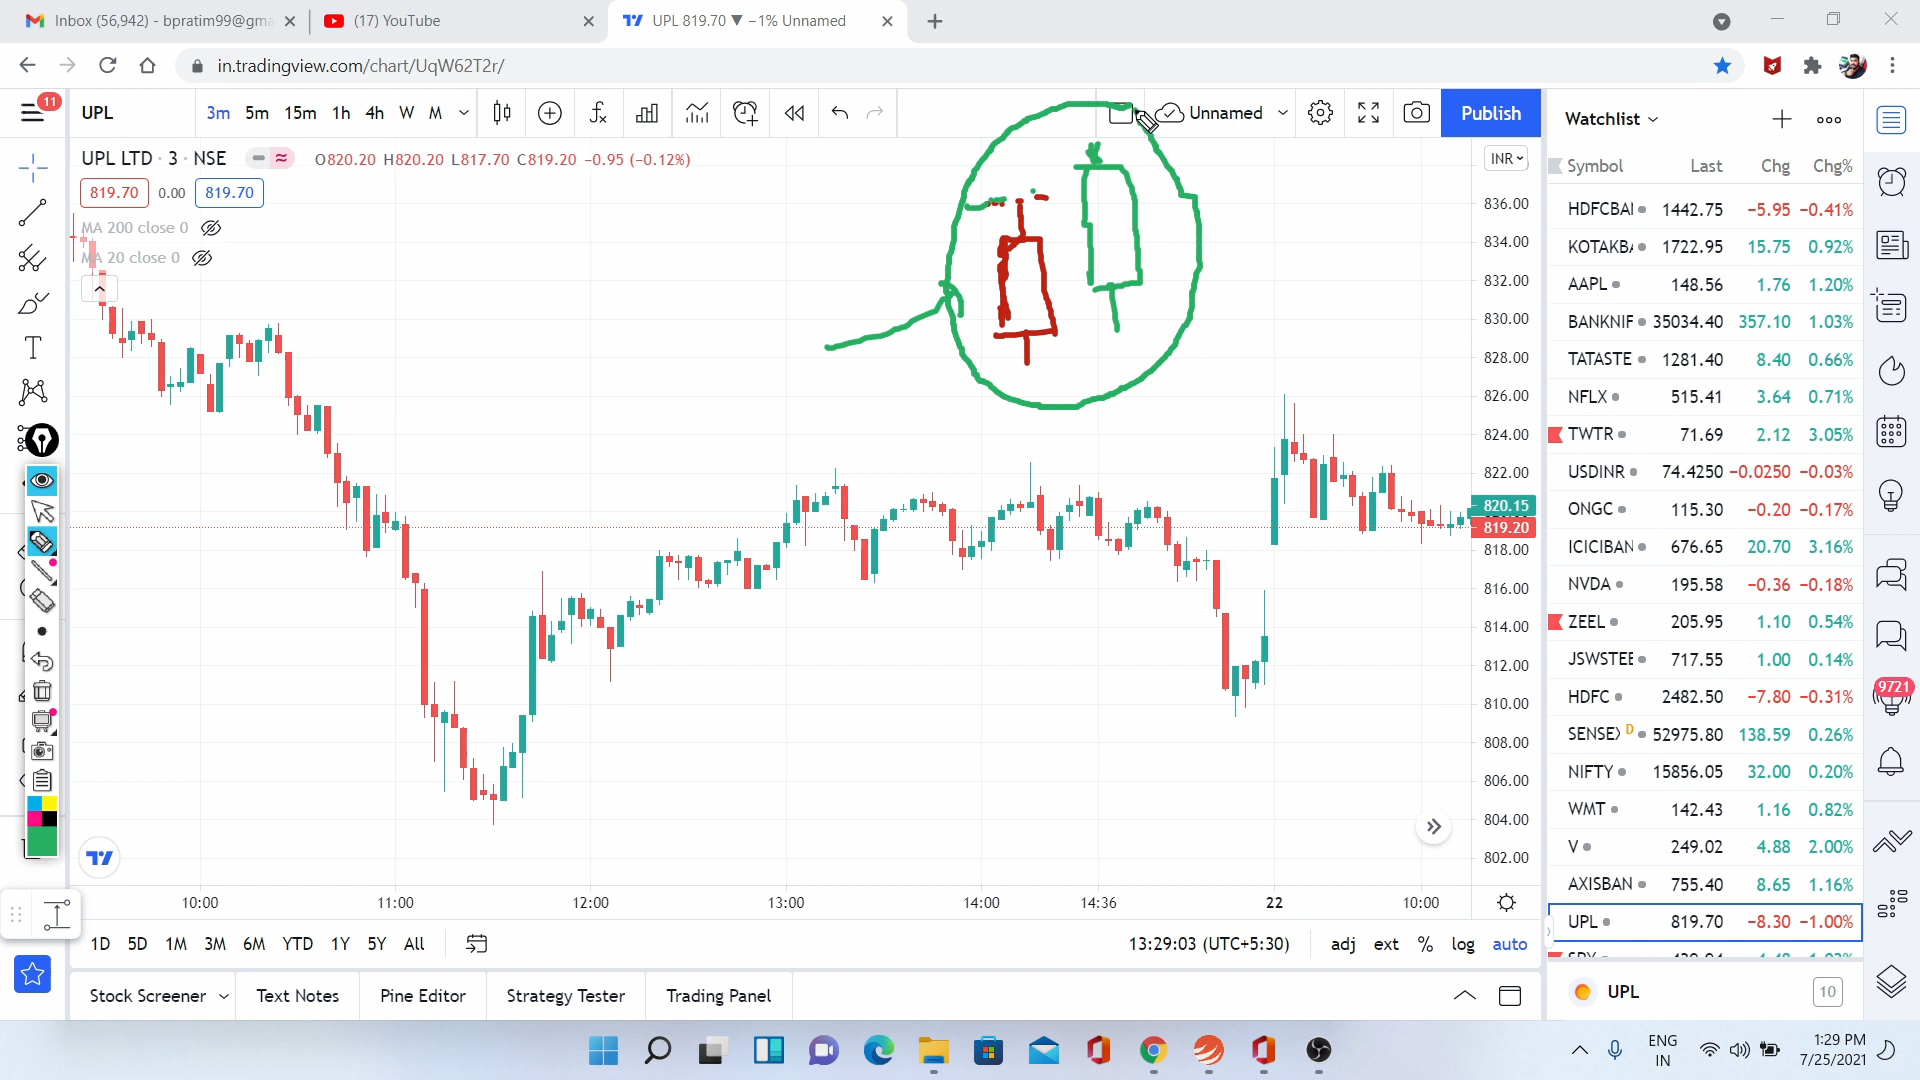 Inbox (56,942) - bpratim99@gma
(17) YouTube
UPL 819.70 ▼ −1% Unnamed
in.tradingview.com/chart/UqW62T2r/
11
UPL
3m 5m 15m 1h 4h W M
Unnamed
Publish
UPL LTD · 3 · NSE
O820.20 H820.20 L817.70 C819.20 −0.95 (−0.12%)
INR
819.70 0.00 819.70
MA 200 close 0
MA 20 close 0
836.00
834.00
832.00
830.00
828.00
826.00
824.00
822.00
820.15
819.20
818.00
816.00
814.00
812.00
810.00
808.00
806.00
804.00
802.00
10:00 11:00 12:00 13:00 14:00 14:36 22 10:00
1D 5D 1M 3M 6M YTD 1Y 5Y All
13:29:03 (UTC+5:30)
adj ext % log auto
Stock Screener Text Notes Pine Editor Strategy Tester Trading Panel
Watchlist
Symbol Last Chg Chg%
HDFCBA 1442.75 −5.95 −0.41%
KOTAKB 1722.95 15.75 0.92%
AAPL 148.56 1.76 1.20%
BANKNIF 35034.40 357.10 1.03%
TATASTE 1281.40 8.40 0.66%
NFLX 515.41 3.64 0.71%
TWTR 71.69 2.12 3.05%
USDINR 74.4250 −0.0250 −0.03%
ONGC 115.30 −0.20 −0.17%
ICICIBAN 676.65 20.70 3.16%
NVDA 195.58 −0.36 −0.18%
ZEEL 205.95 1.10 0.54%
JSWSTEE 717.55 1.00 0.14%
HDFC 2482.50 −7.80 −0.31%
SENSEX D 52975.80 138.59 0.26%
NIFTY 15856.05 32.00 0.20%
WMT 142.43 1.16 0.82%
V 249.02 4.88 2.00%
AXISBAN 755.40 8.65 1.16%
UPL 819.70 −8.30 −1.00%
UPL 10
9721
ENG
IN
1:29 PM
7/25/2021